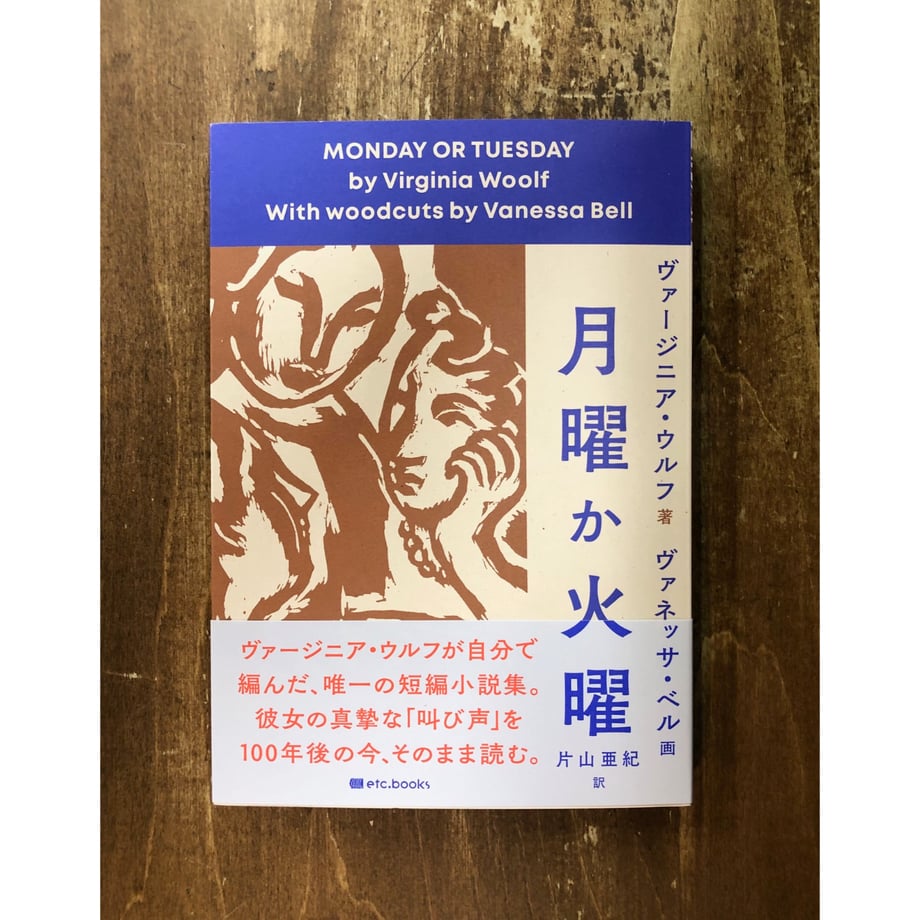 MONDAY OR TUESDAY
by Virginia Woolf
With woodcuts by Vanessa Bell
ヴァージニア・ウルフ 著 ヴァネッサ・ベル 画
月曜か火曜
片山亜紀
訳
ヴァージニア・ウルフが自分で
編んだ、唯一の短編小説集。
彼女の真摯な「叫び声」を
100年後の今、そのまま読む。
etc.books